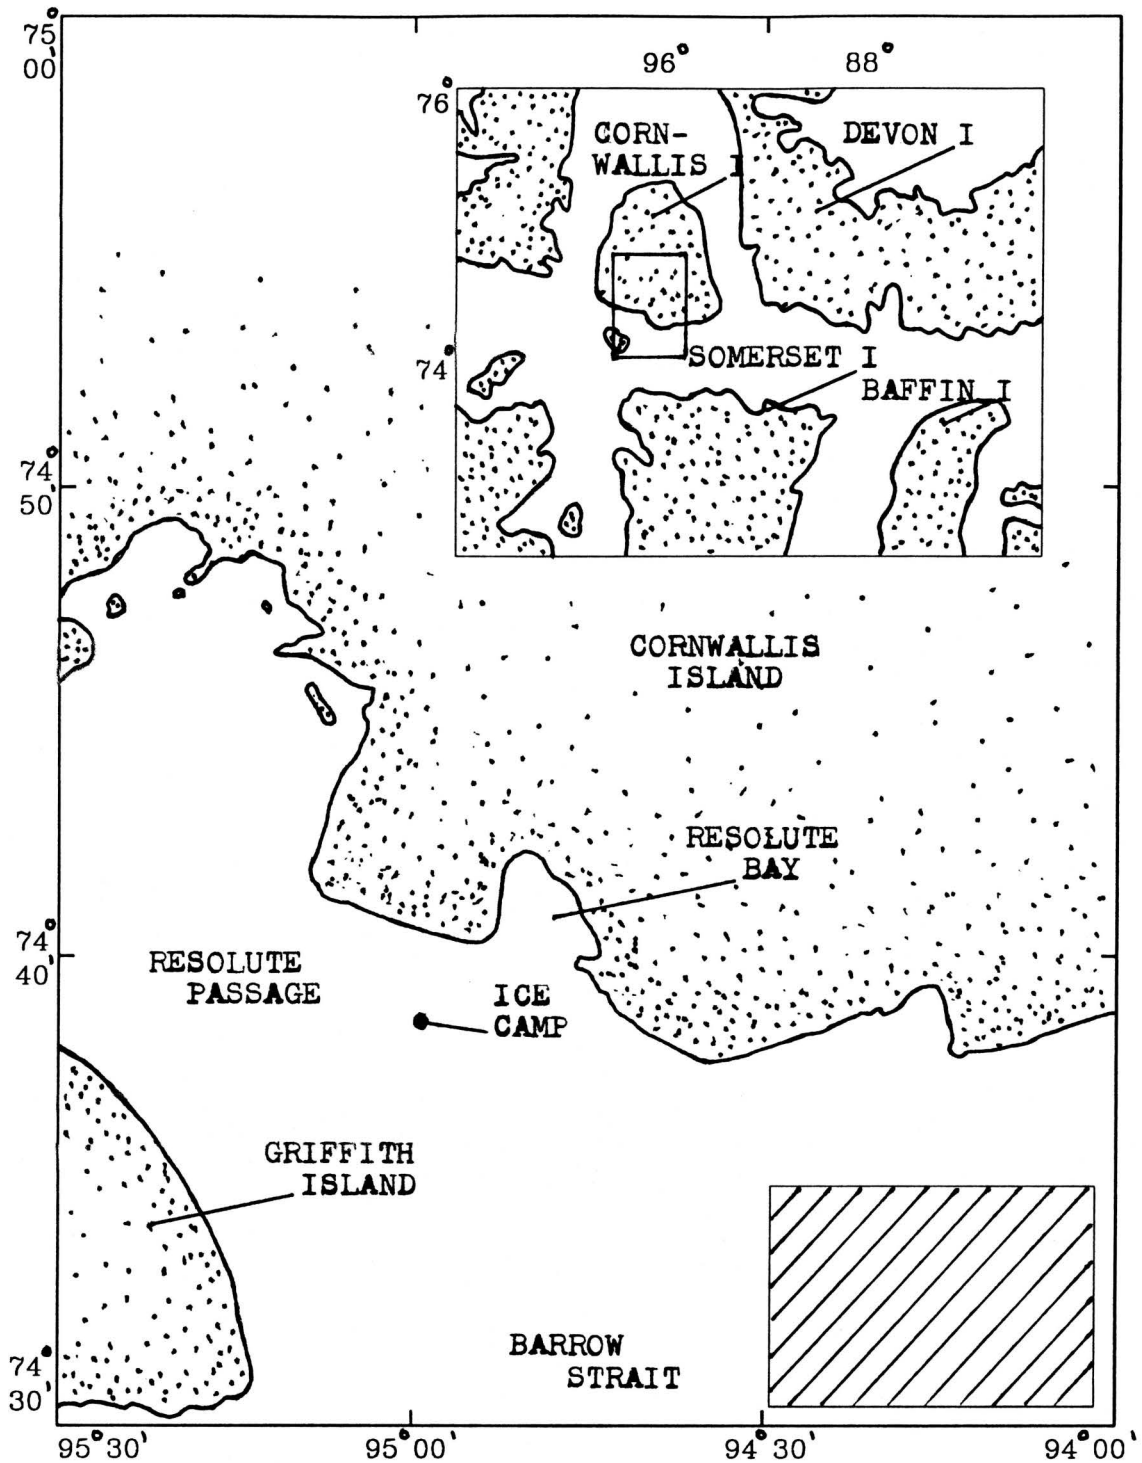 75°
00'
96° 88°
76°
CORN-
WALLIS I
DEVON I
74°
SOMERSET I
BAFFIN I
74°
50'
CORNWALLIS
ISLAND
RESOLUTE
BAY
74°
40'
RESOLUTE
PASSAGE
ICE
CAMP
GRIFFITH
ISLAND
BARROW
STRAIT
74°
30'
95°30' 95°00' 94°30' 94°00'